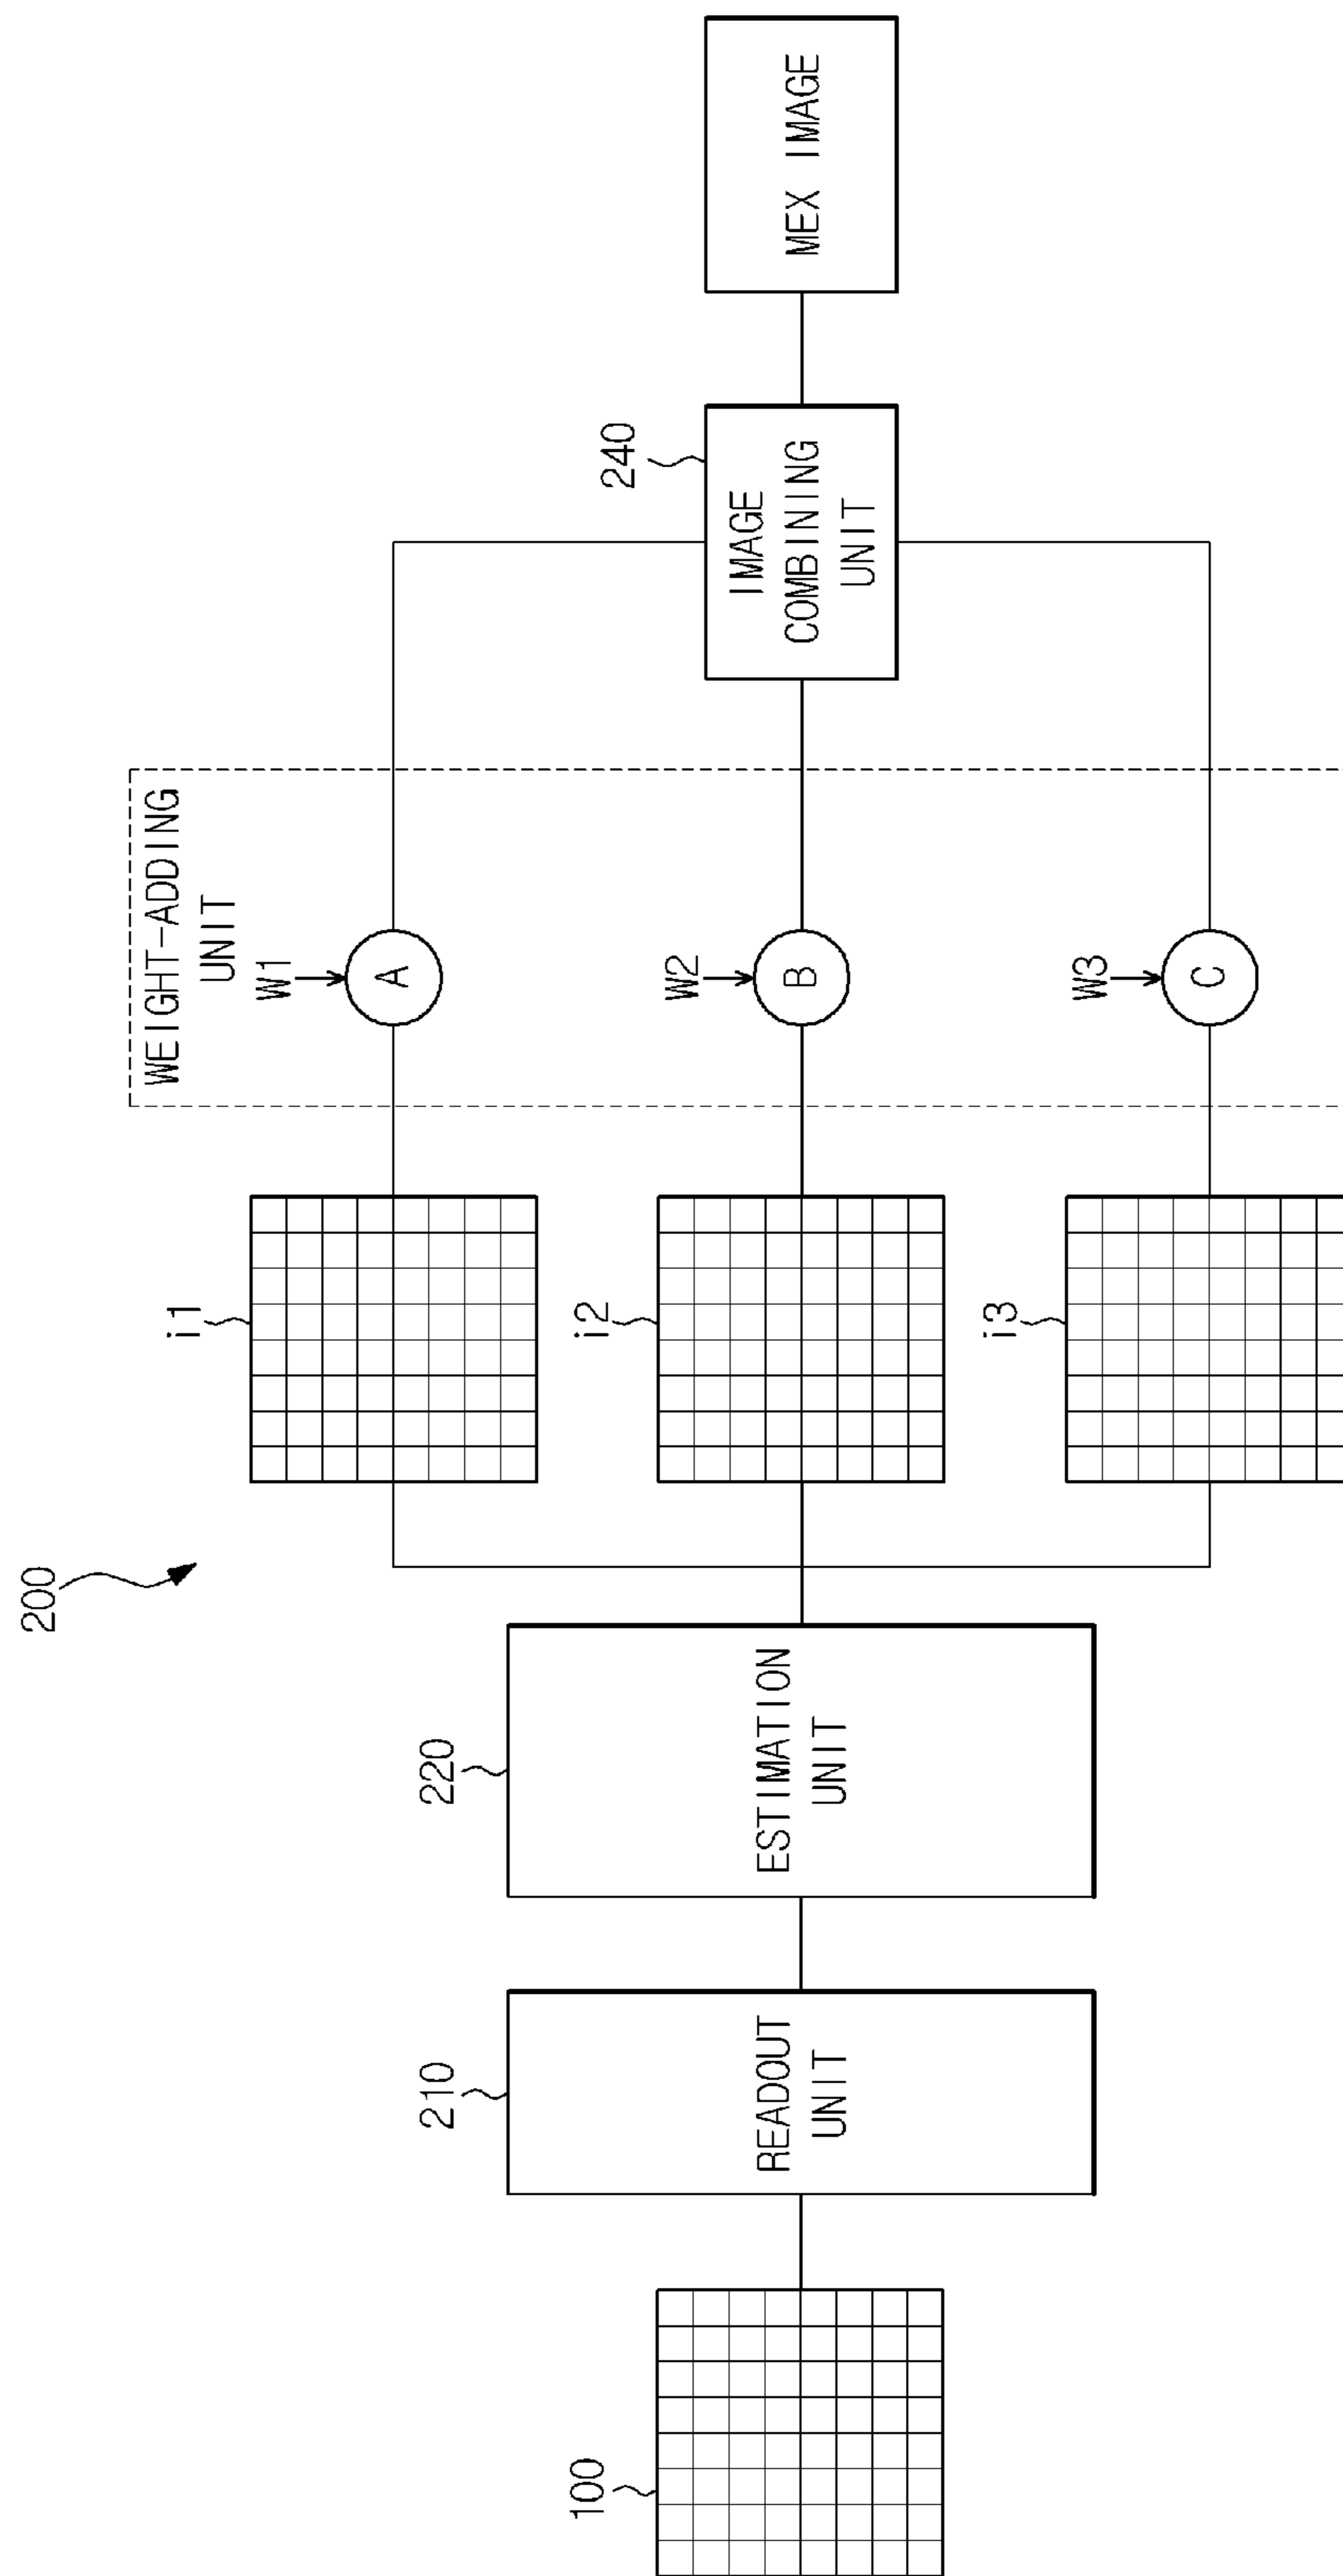 200
100
210
READOUT
UNIT
220
ESTIMATION
UNIT
i1
i2
i3
WEIGHT-ADDING
UNIT
W1
A
W2
B
W3
C
240
IMAGE
COMBINING
UNIT
MEX IMAGE